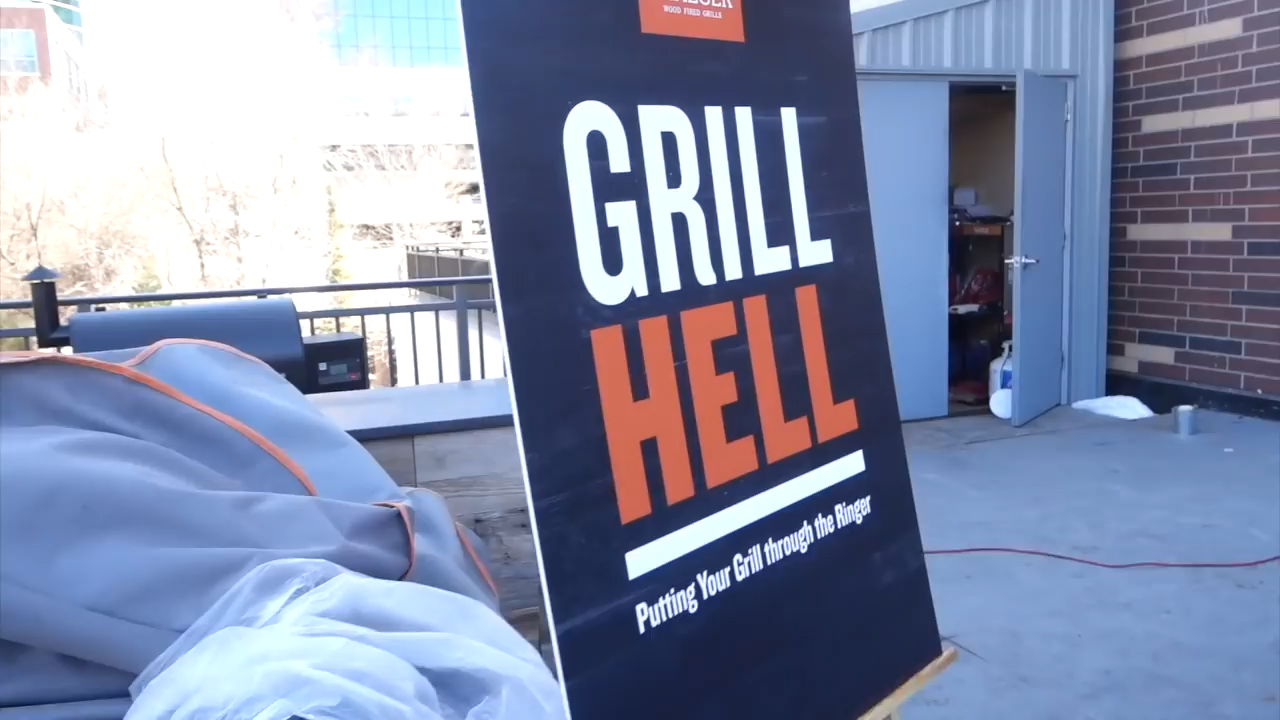 WOOD FIRED GRILLS
GRILL
HELL
Putting Your Grill through the Ringer